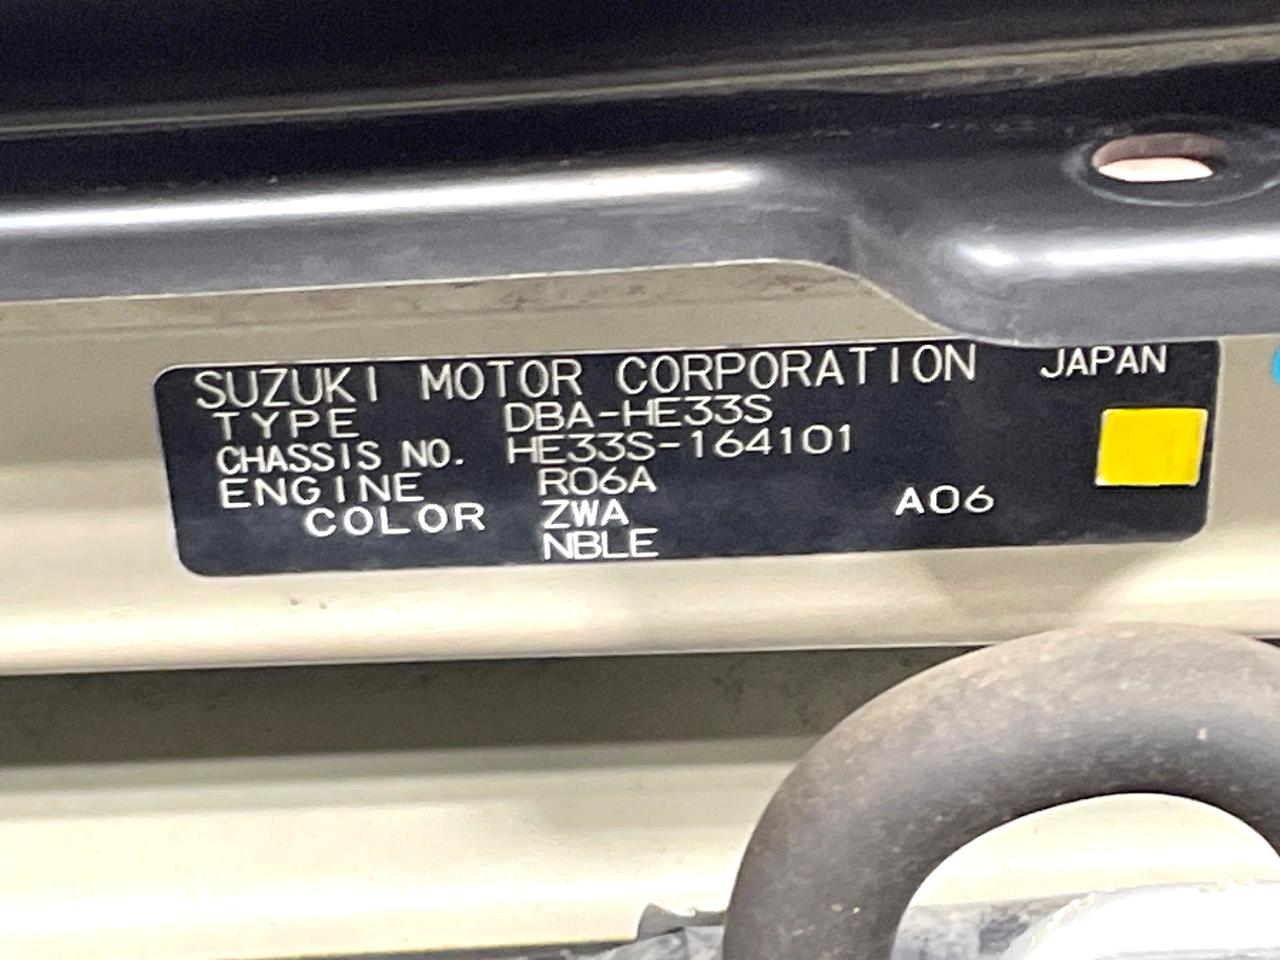 SUZUKI MOTOR CORPORATION JAPAN
TYPE DBA-HE33S
CHASSIS NO. HE33S-164101
ENGINE R06A
COLOR ZWA A06
NBLE